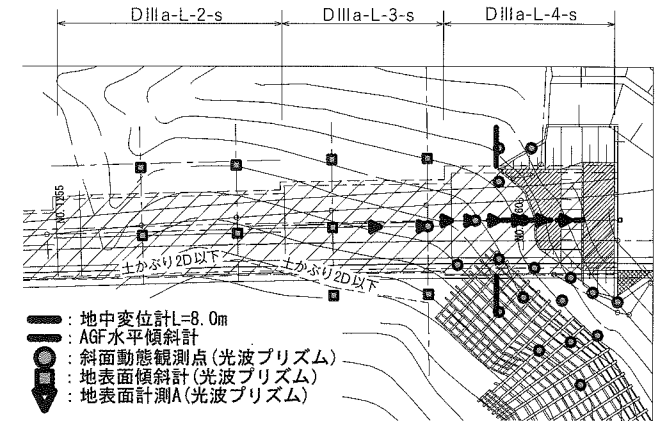 DⅢa-L-2-s DⅢa-L-3-s DⅢa-L-4-s
NO.1255
土かぶり2D以下 土かぶり2D以下
: 地中変位計L=8.0m
: AGF水平傾斜計
: 斜面動態観測点(光波プリズム)
: 地表面傾斜計(光波プリズム)
: 地表面計測A(光波プリズム)